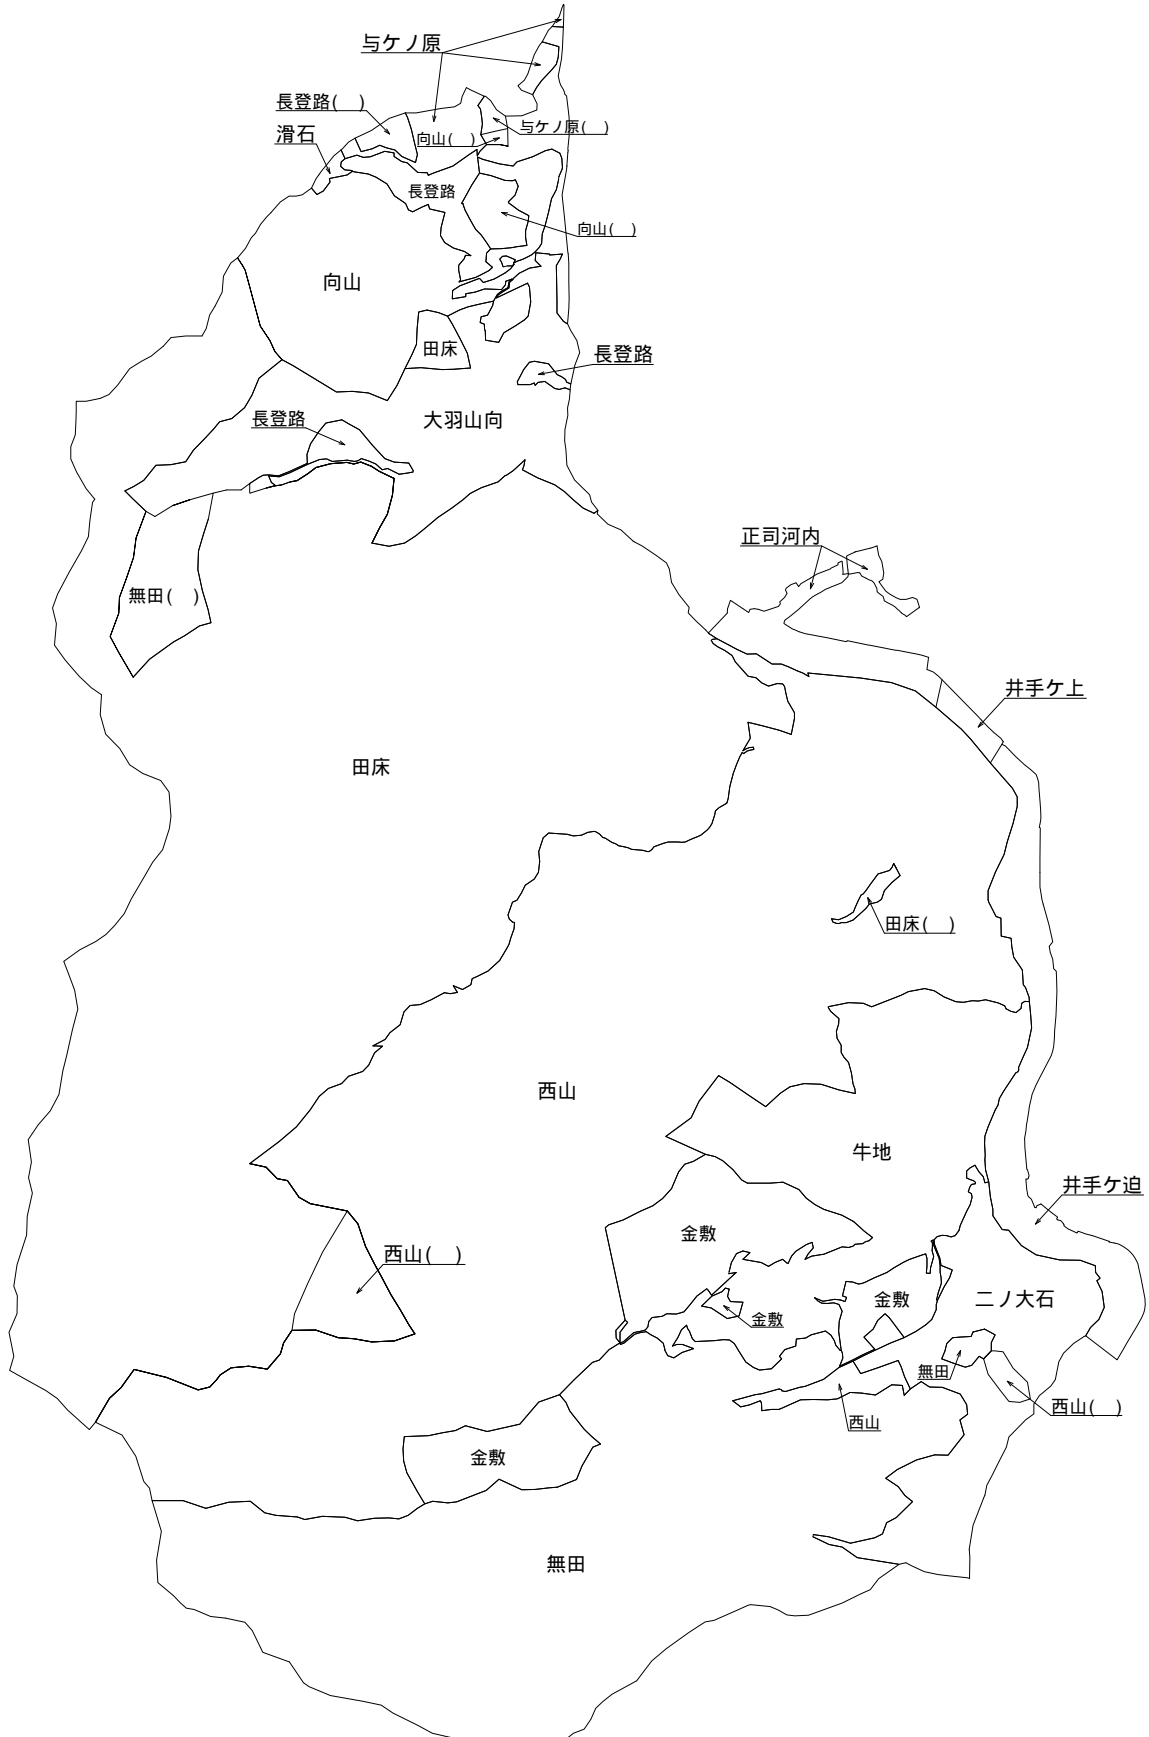 与ケノ原
長登路(　)
与ケノ原(　)
滑石
向山(　)
長登路
向山(　)
向山
田床
長登路
長登路
大羽山向
正司河内
無田(　)
井手ケ上
田床
田床(　)
西山
牛地
井手ケ迫
金敷
西山(　)
金敷
金敷
二ノ大石
無田
西山(　)
西山
金敷
無田